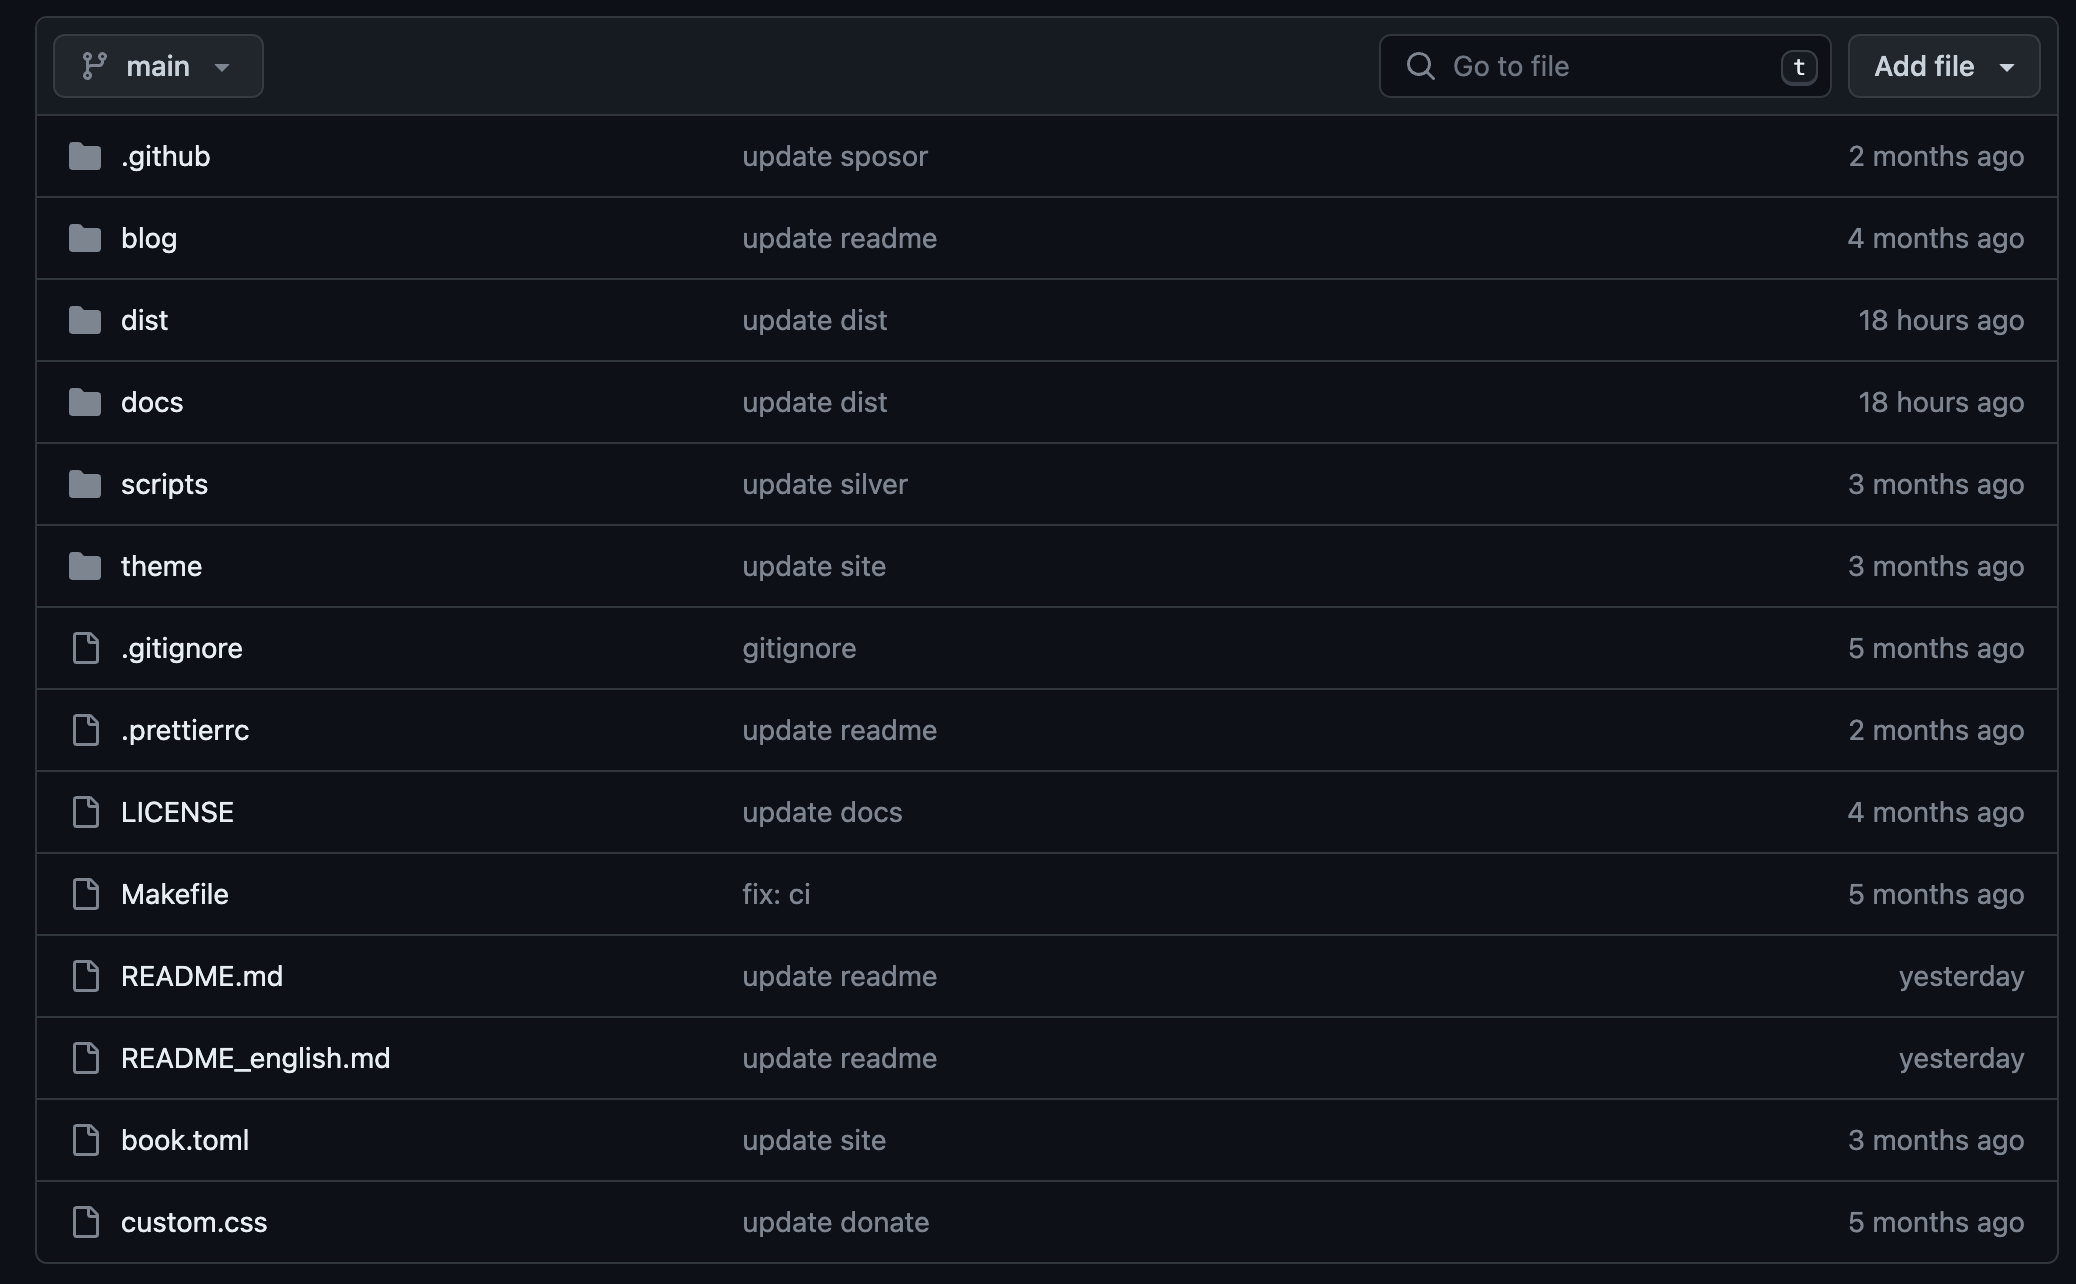 main
Go to file
t
Add file
.github update sposor 2 months ago
blog update readme 4 months ago
dist update dist 18 hours ago
docs update dist 18 hours ago
scripts update silver 3 months ago
theme update site 3 months ago
.gitignore gitignore 5 months ago
.prettierrc update readme 2 months ago
LICENSE update docs 4 months ago
Makefile fix: ci 5 months ago
README.md update readme yesterday
README_english.md update readme yesterday
book.toml update site 3 months ago
custom.css update donate 5 months ago